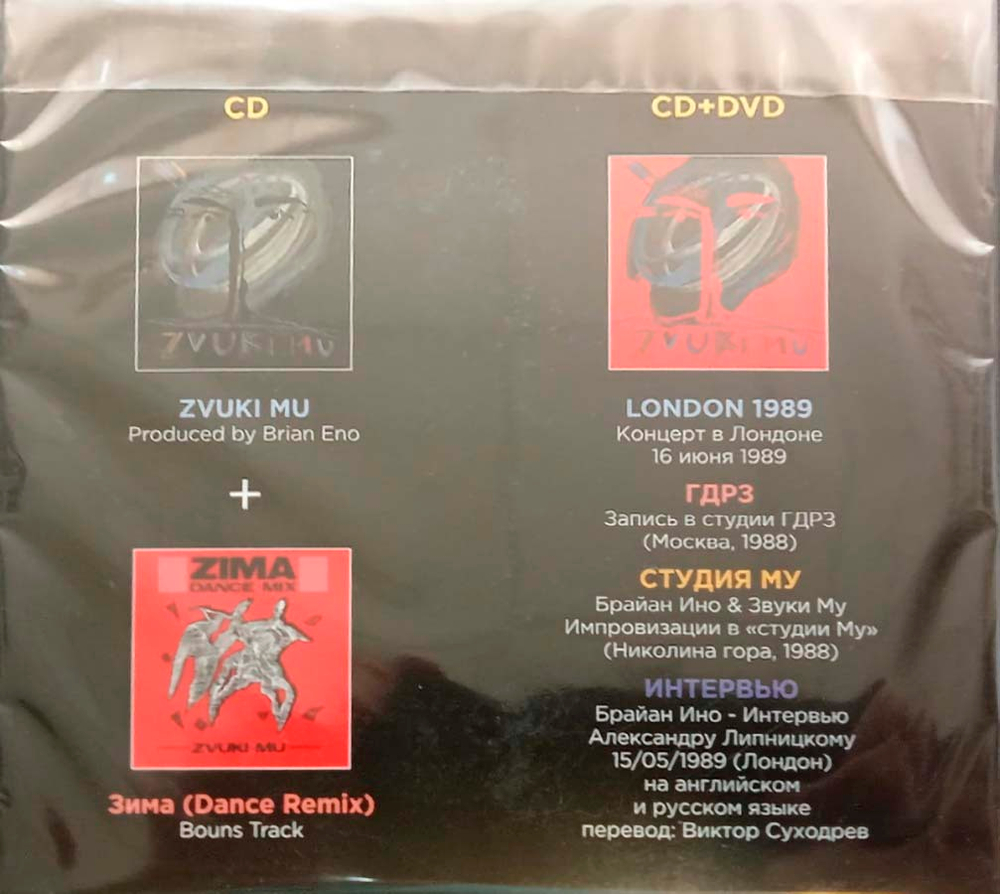 CD
ZVUKI MU
ZVUKI MU
Produced by Brian Eno
+
ZIMA
DANCE MIX
ZVUKI MU
Зима (Dance Remix)
Bouns Track
CD+DVD
ZVUKI MU
LONDON 1989
Концерт в Лондоне
16 июня 1989
ГДРЗ
Запись в студии ГДРЗ
(Москва, 1988)
СТУДИЯ МУ
Брайан Ино & Звуки Му
Импровизации в «студии Му»
(Николина гора, 1988)
ИНТЕРВЬЮ
Брайан Ино - Интервью
Александру Липницкому
15/05/1989 (Лондон)
на английском
и русском языке
перевод: Виктор Суходрев